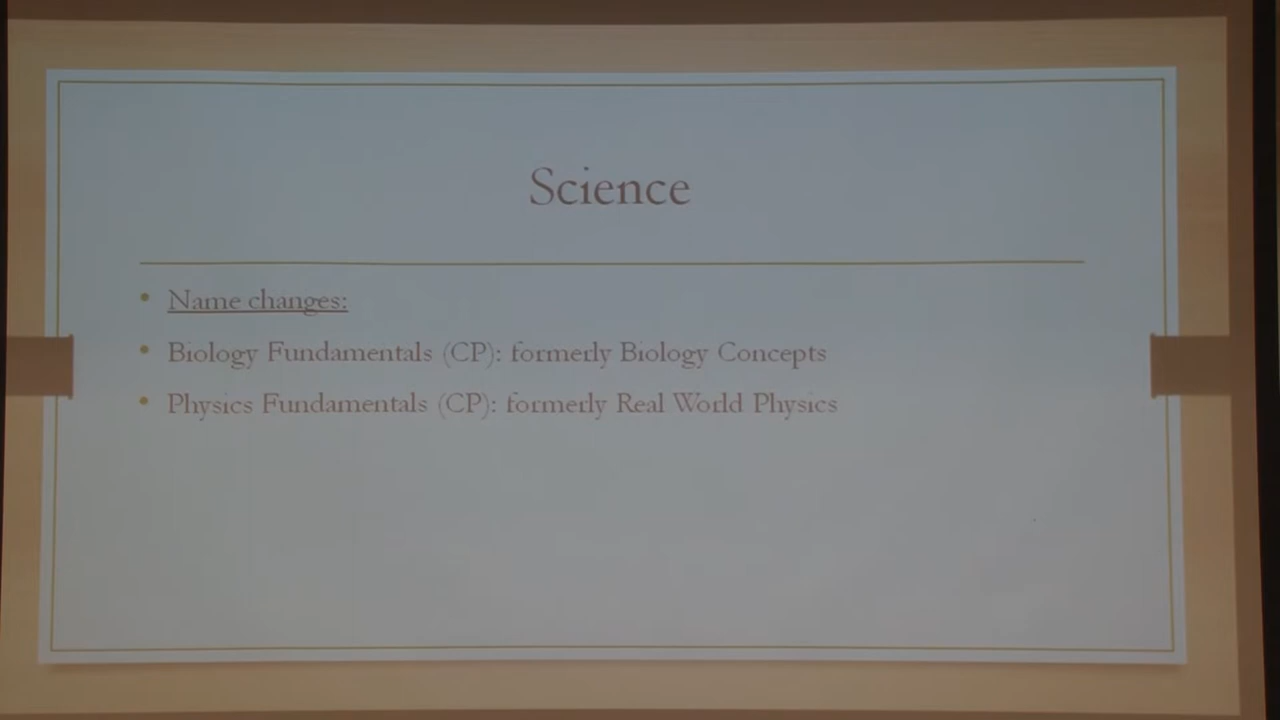 Science
Name changes:
Biology Fundamentals (CP): formerly Biology Concepts
Physics Fundamentals (CP): formerly Real World Physics